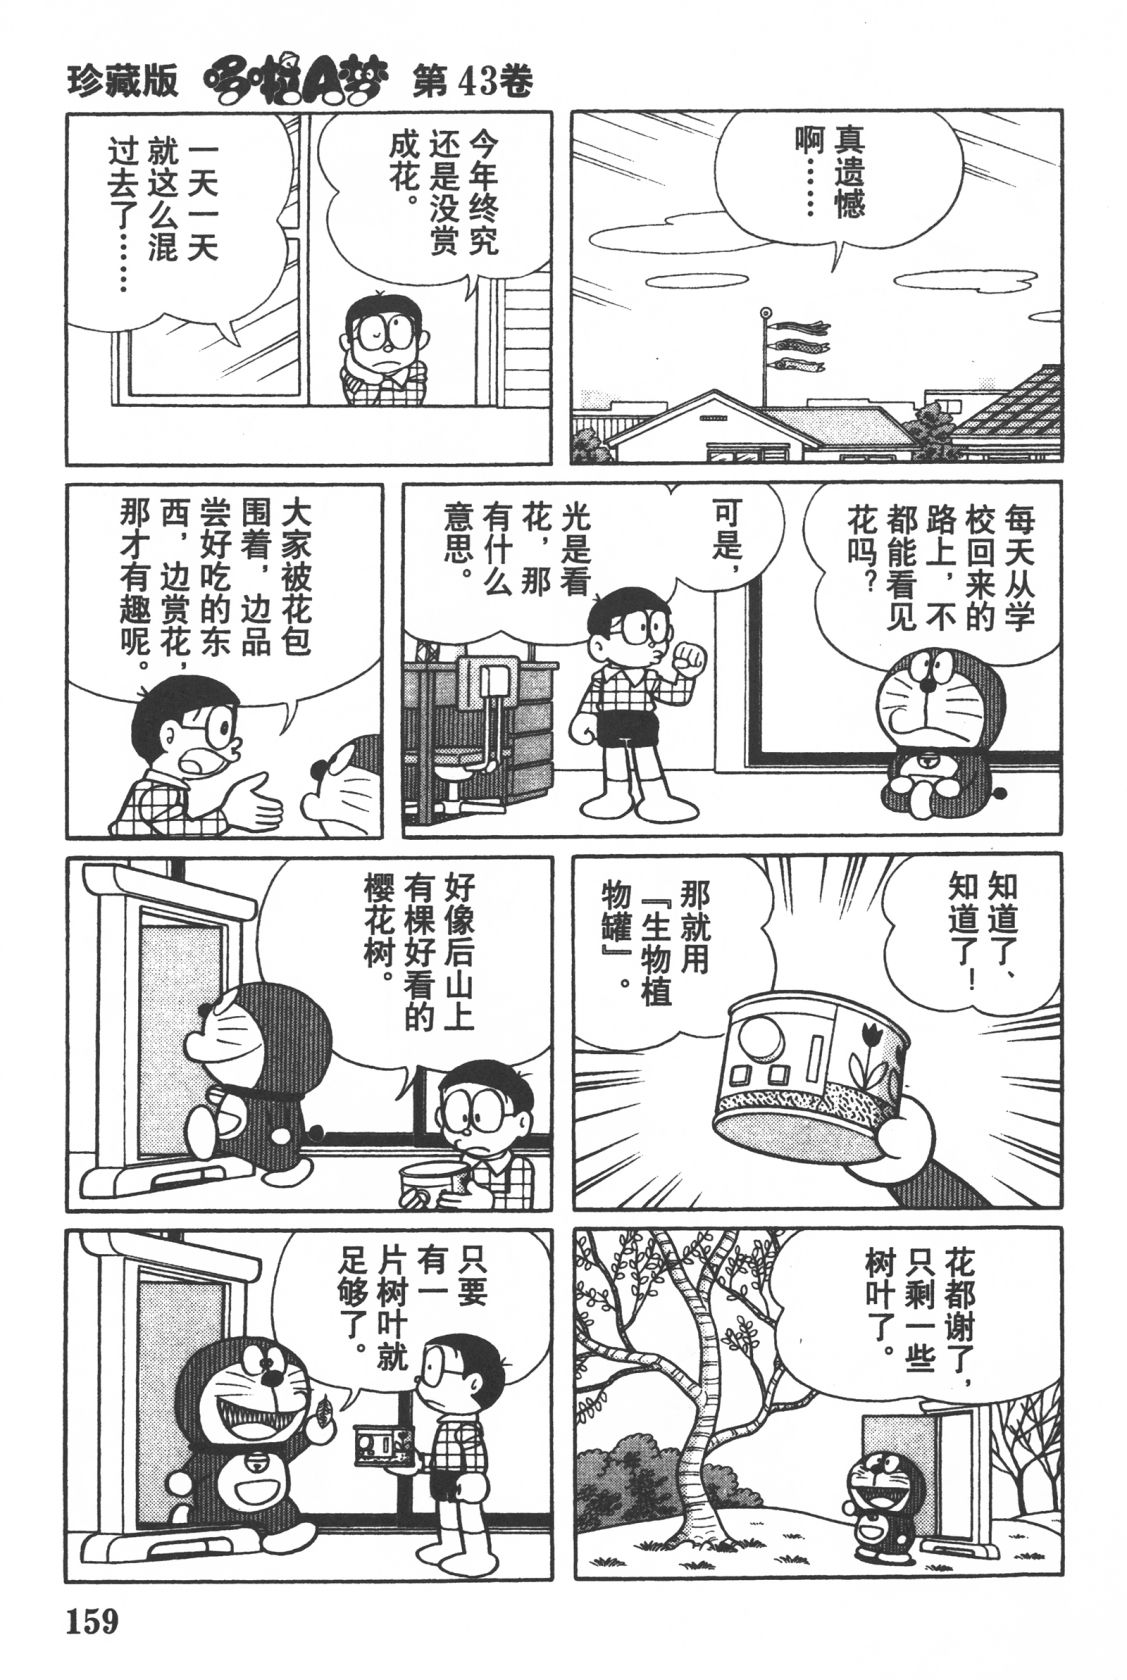 珍藏版 哆啦A梦 第43卷
真遗憾
啊……
今年终究
还是没赏
成花。
一天一天
就这么混
过去了……
每天从学
校回来的
路上，不
都能看见
花吗？
可是，
光是看
花，那
有什么
意思。
大家被花包
围着，边品
尝好吃的东
西，边赏花，
那才有趣呢。
知道了、
知道了！
那就用
『生物植
物罐』。
好像后山上
有棵好看的
樱花树。
花都谢了，
只剩一些
树叶了。
只要
有一
片树叶就
足够了。
159